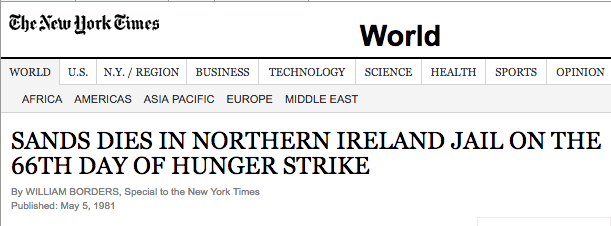 The New York Times
World
WORLD U.S. N.Y. / REGION BUSINESS TECHNOLOGY SCIENCE HEALTH SPORTS OPINION
AFRICA AMERICAS ASIA PACIFIC EUROPE MIDDLE EAST
SANDS DIES IN NORTHERN IRELAND JAIL ON THE
66TH DAY OF HUNGER STRIKE
By WILLIAM BORDERS, Special to the New York Times
Published: May 5, 1981